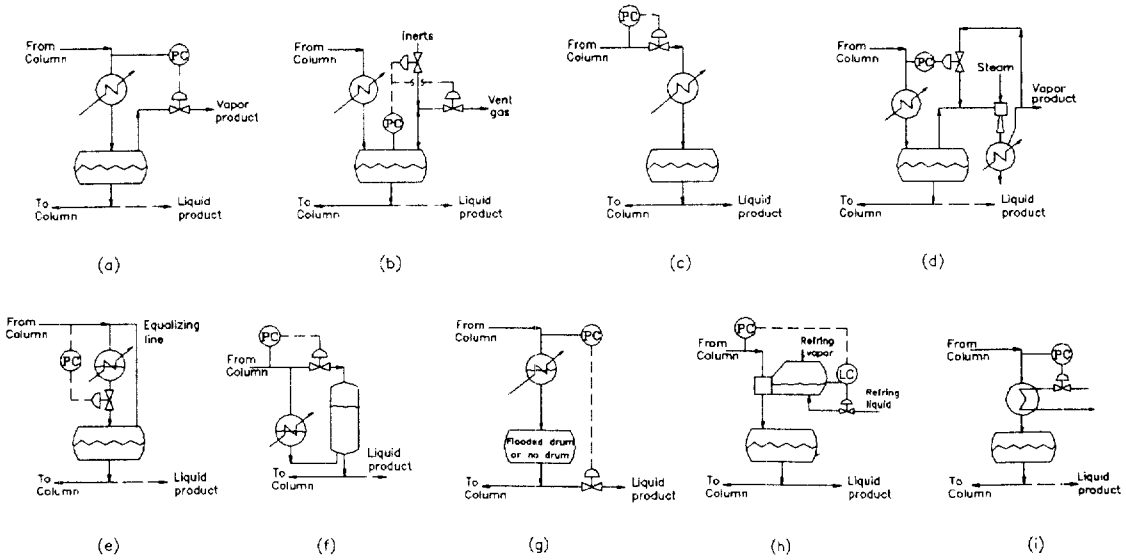 From
Column
PC
Vapor
product
To
Column
Liquid
product
(a)
From
Column
inerts
S S
PC
Vent
gas
To
Column
Liquid
product
(b)
PC
From
Column
To
Column
Liquid
product
(c)
From
Column
PC
Steam
Vapor
product
To
Column
Liquid
product
(d)
From
Column
Equalizing
line
PC
To
Column
Liquid
product
(e)
PC
From
Column
To
Column
Liquid
product
(f)
From
Column
PC
Flooded drum
or no drum
To
Column
Liquid
product
(g)
PC
From
Column
Refring
vapor
LC
Refring
liquid
To
Column
Liquid
product
(h)
From
Column
PC
To
Column
Liquid
product
(i)